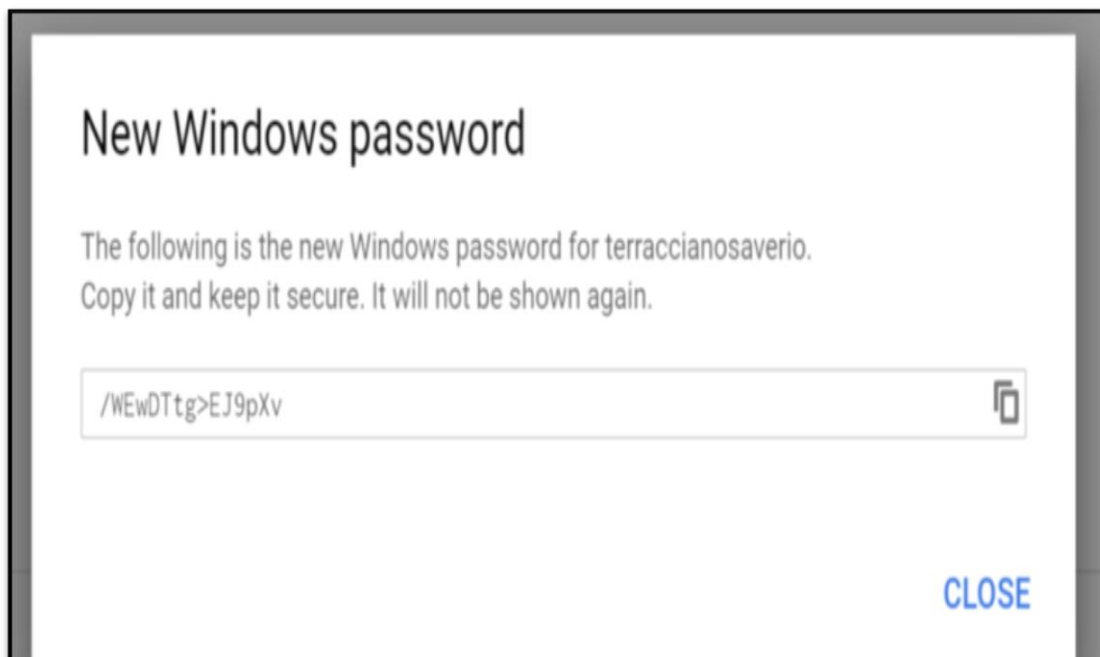 New Windows password
The following is the new Windows password for terraccianosaverio.
Copy it and keep it secure. It will not be shown again.
/WEwDTtg>EJ9pXv
CLOSE